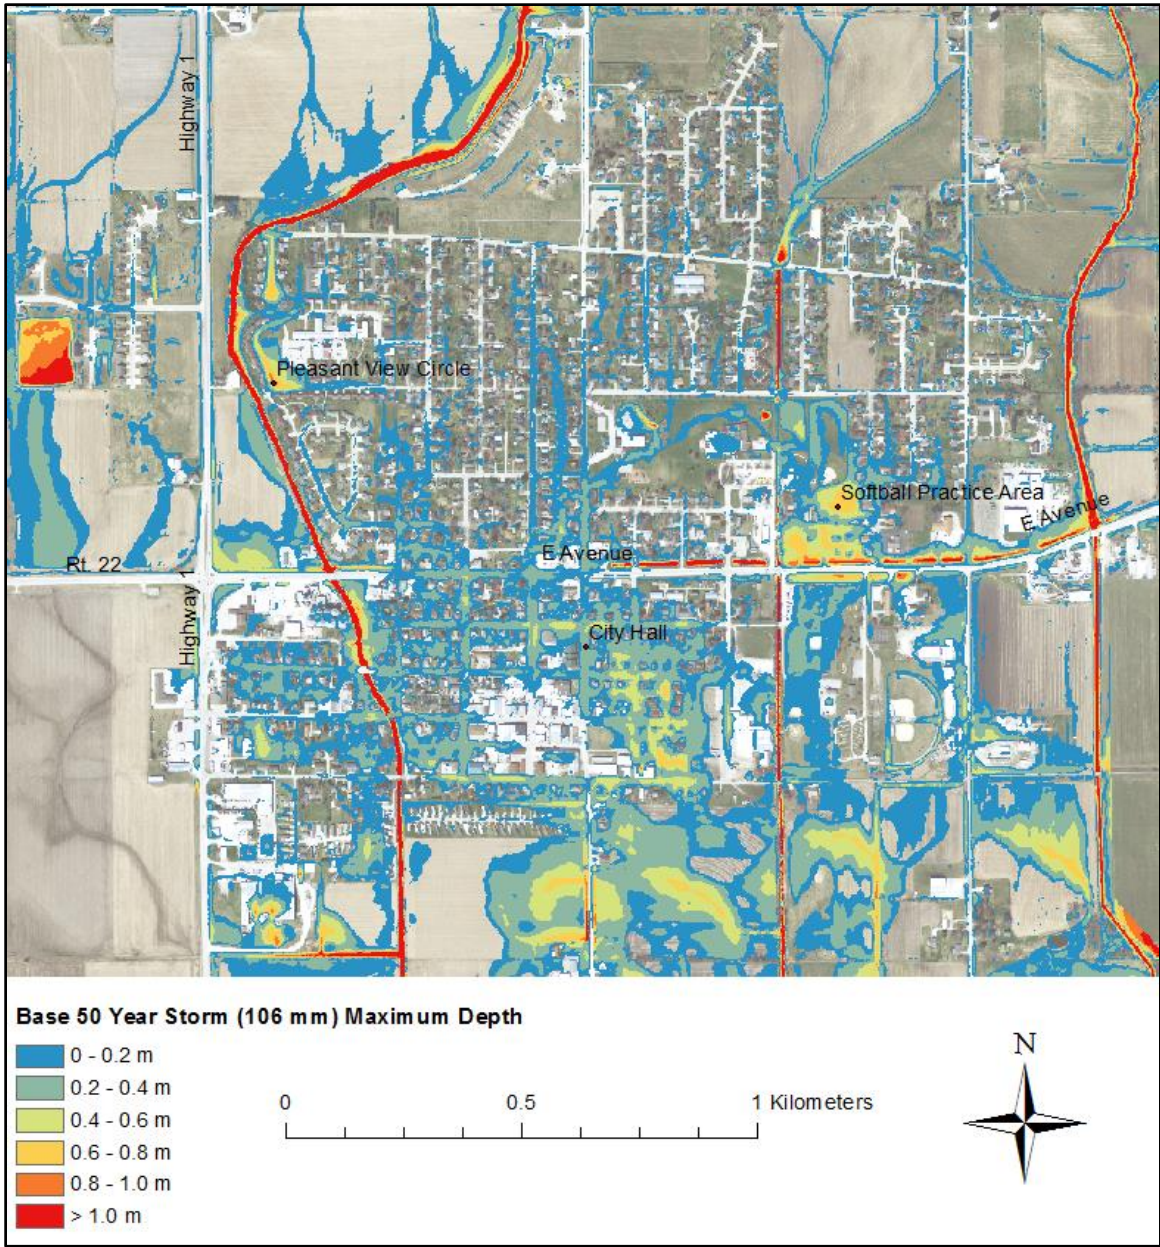 Highway 1
Pleasant View Circle
Softball Practice Area
E Avenue
E Avenue
Rt. 22
Highway 1
City Hall
Base 50 Year Storm (106 mm) Maximum Depth
0 - 0.2 m
0.2 - 0.4 m
0.4 - 0.6 m
0.6 - 0.8 m
0.8 - 1.0 m
> 1.0 m
0 0.5 1 Kilometers
N